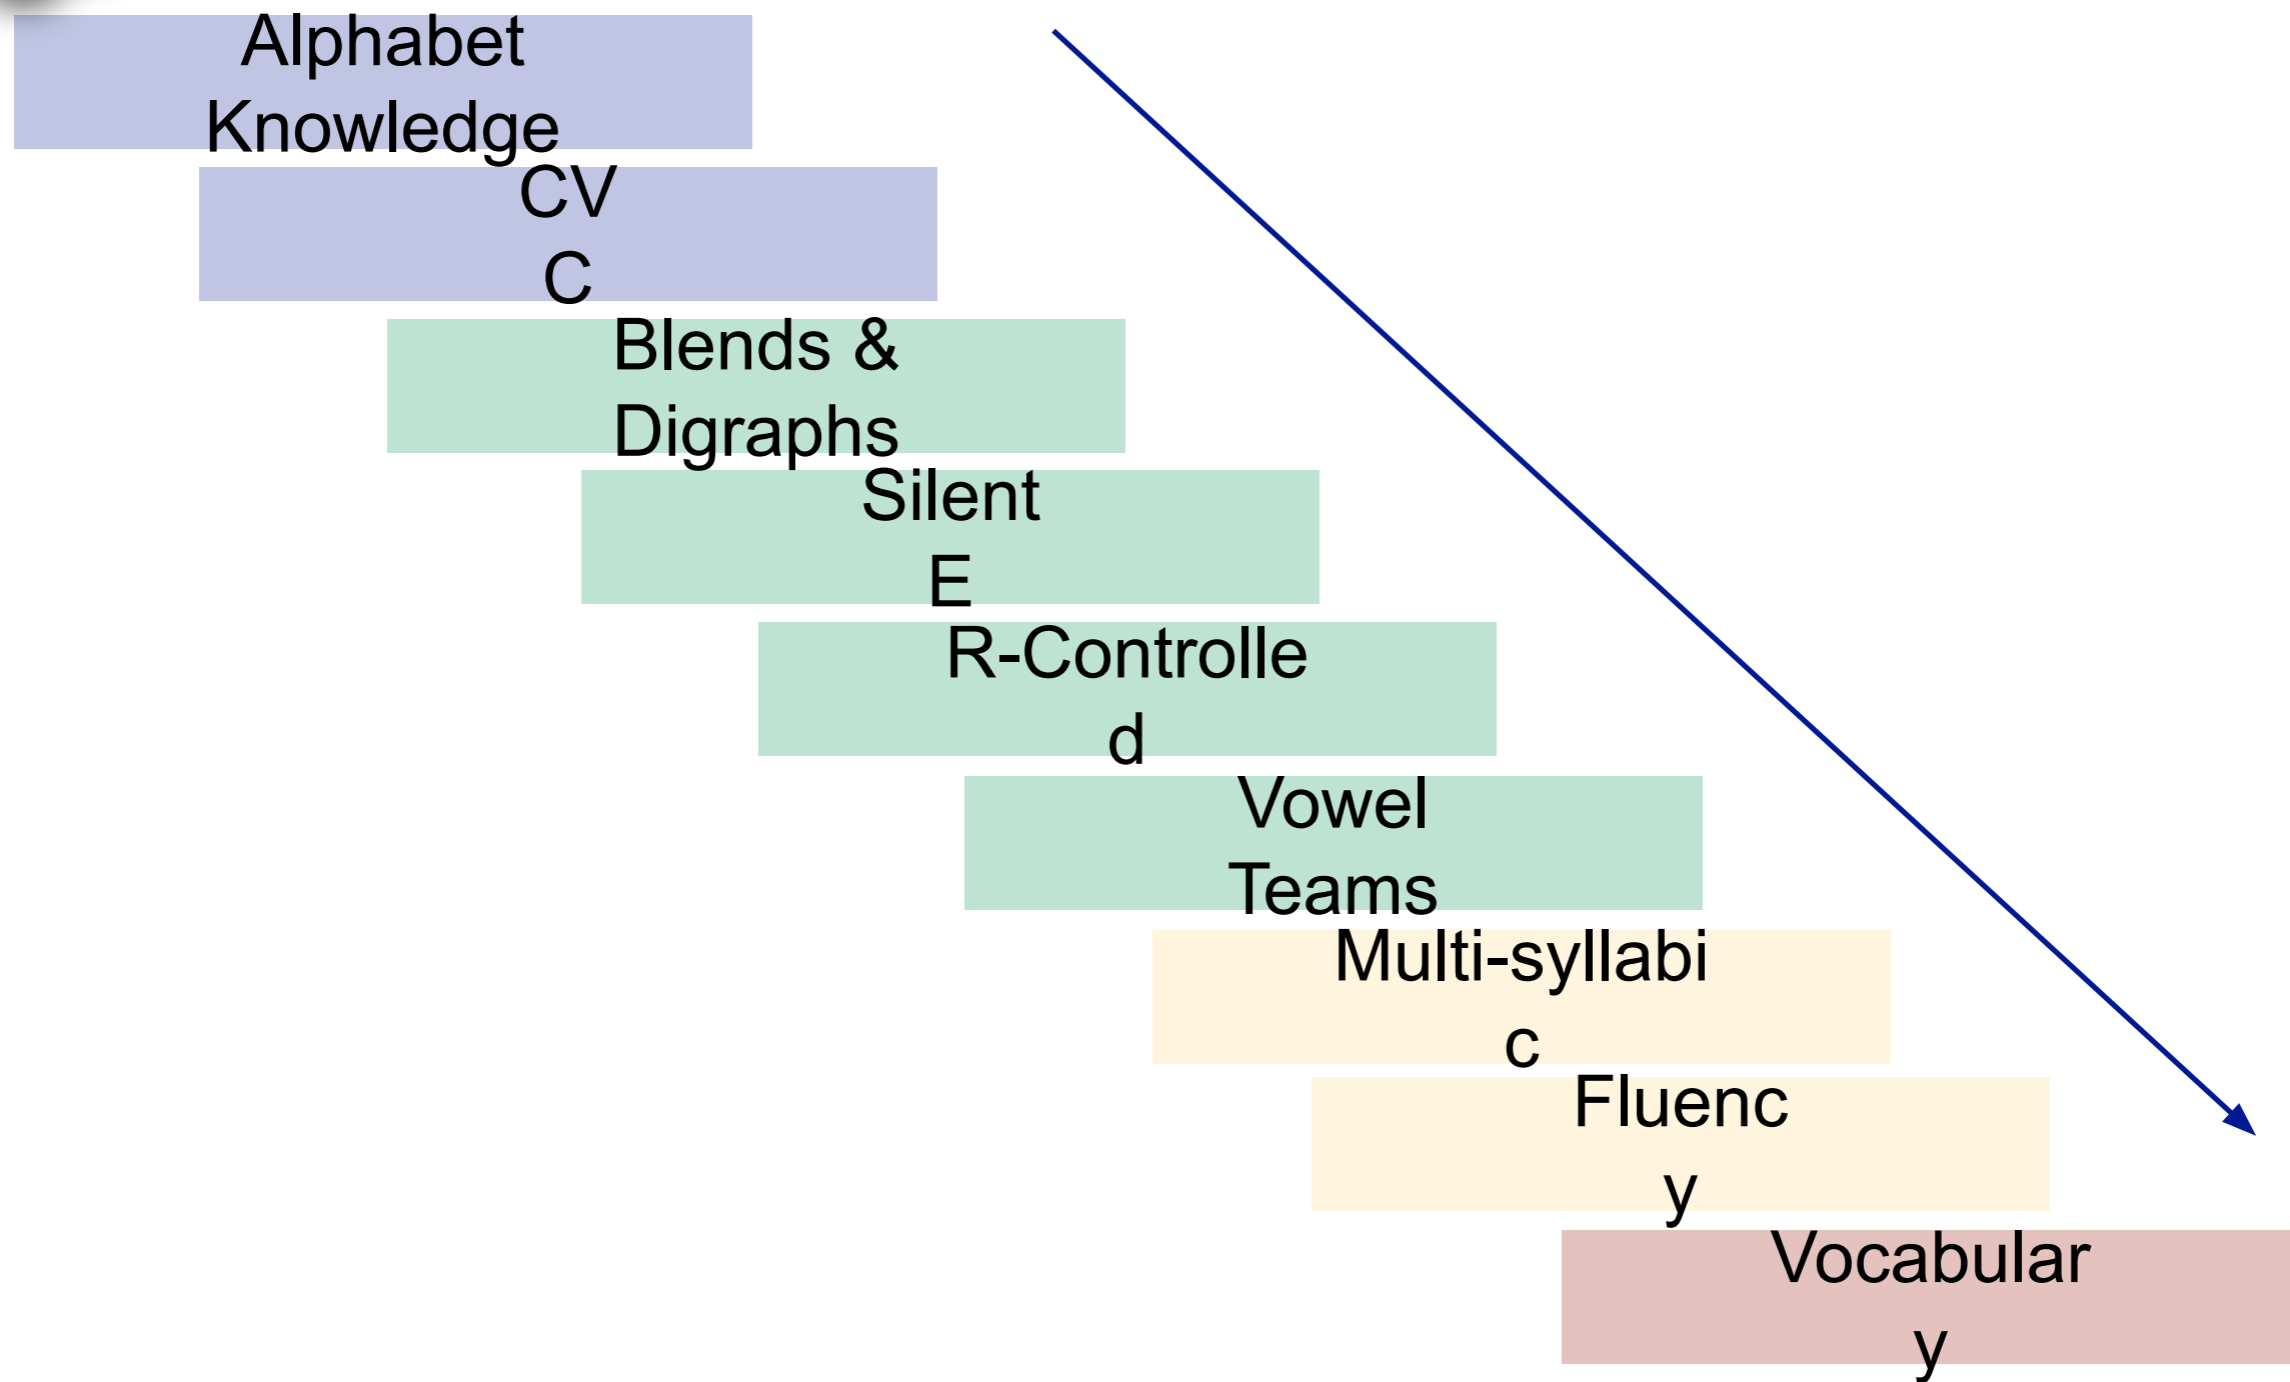 Alphabet
Knowledge
CV
C
Blends &
Digraphs
Silent
E
R-Controlle
d
Vowel
Teams
Multi-syllabi
c
Fluenc
y
Vocabular
y